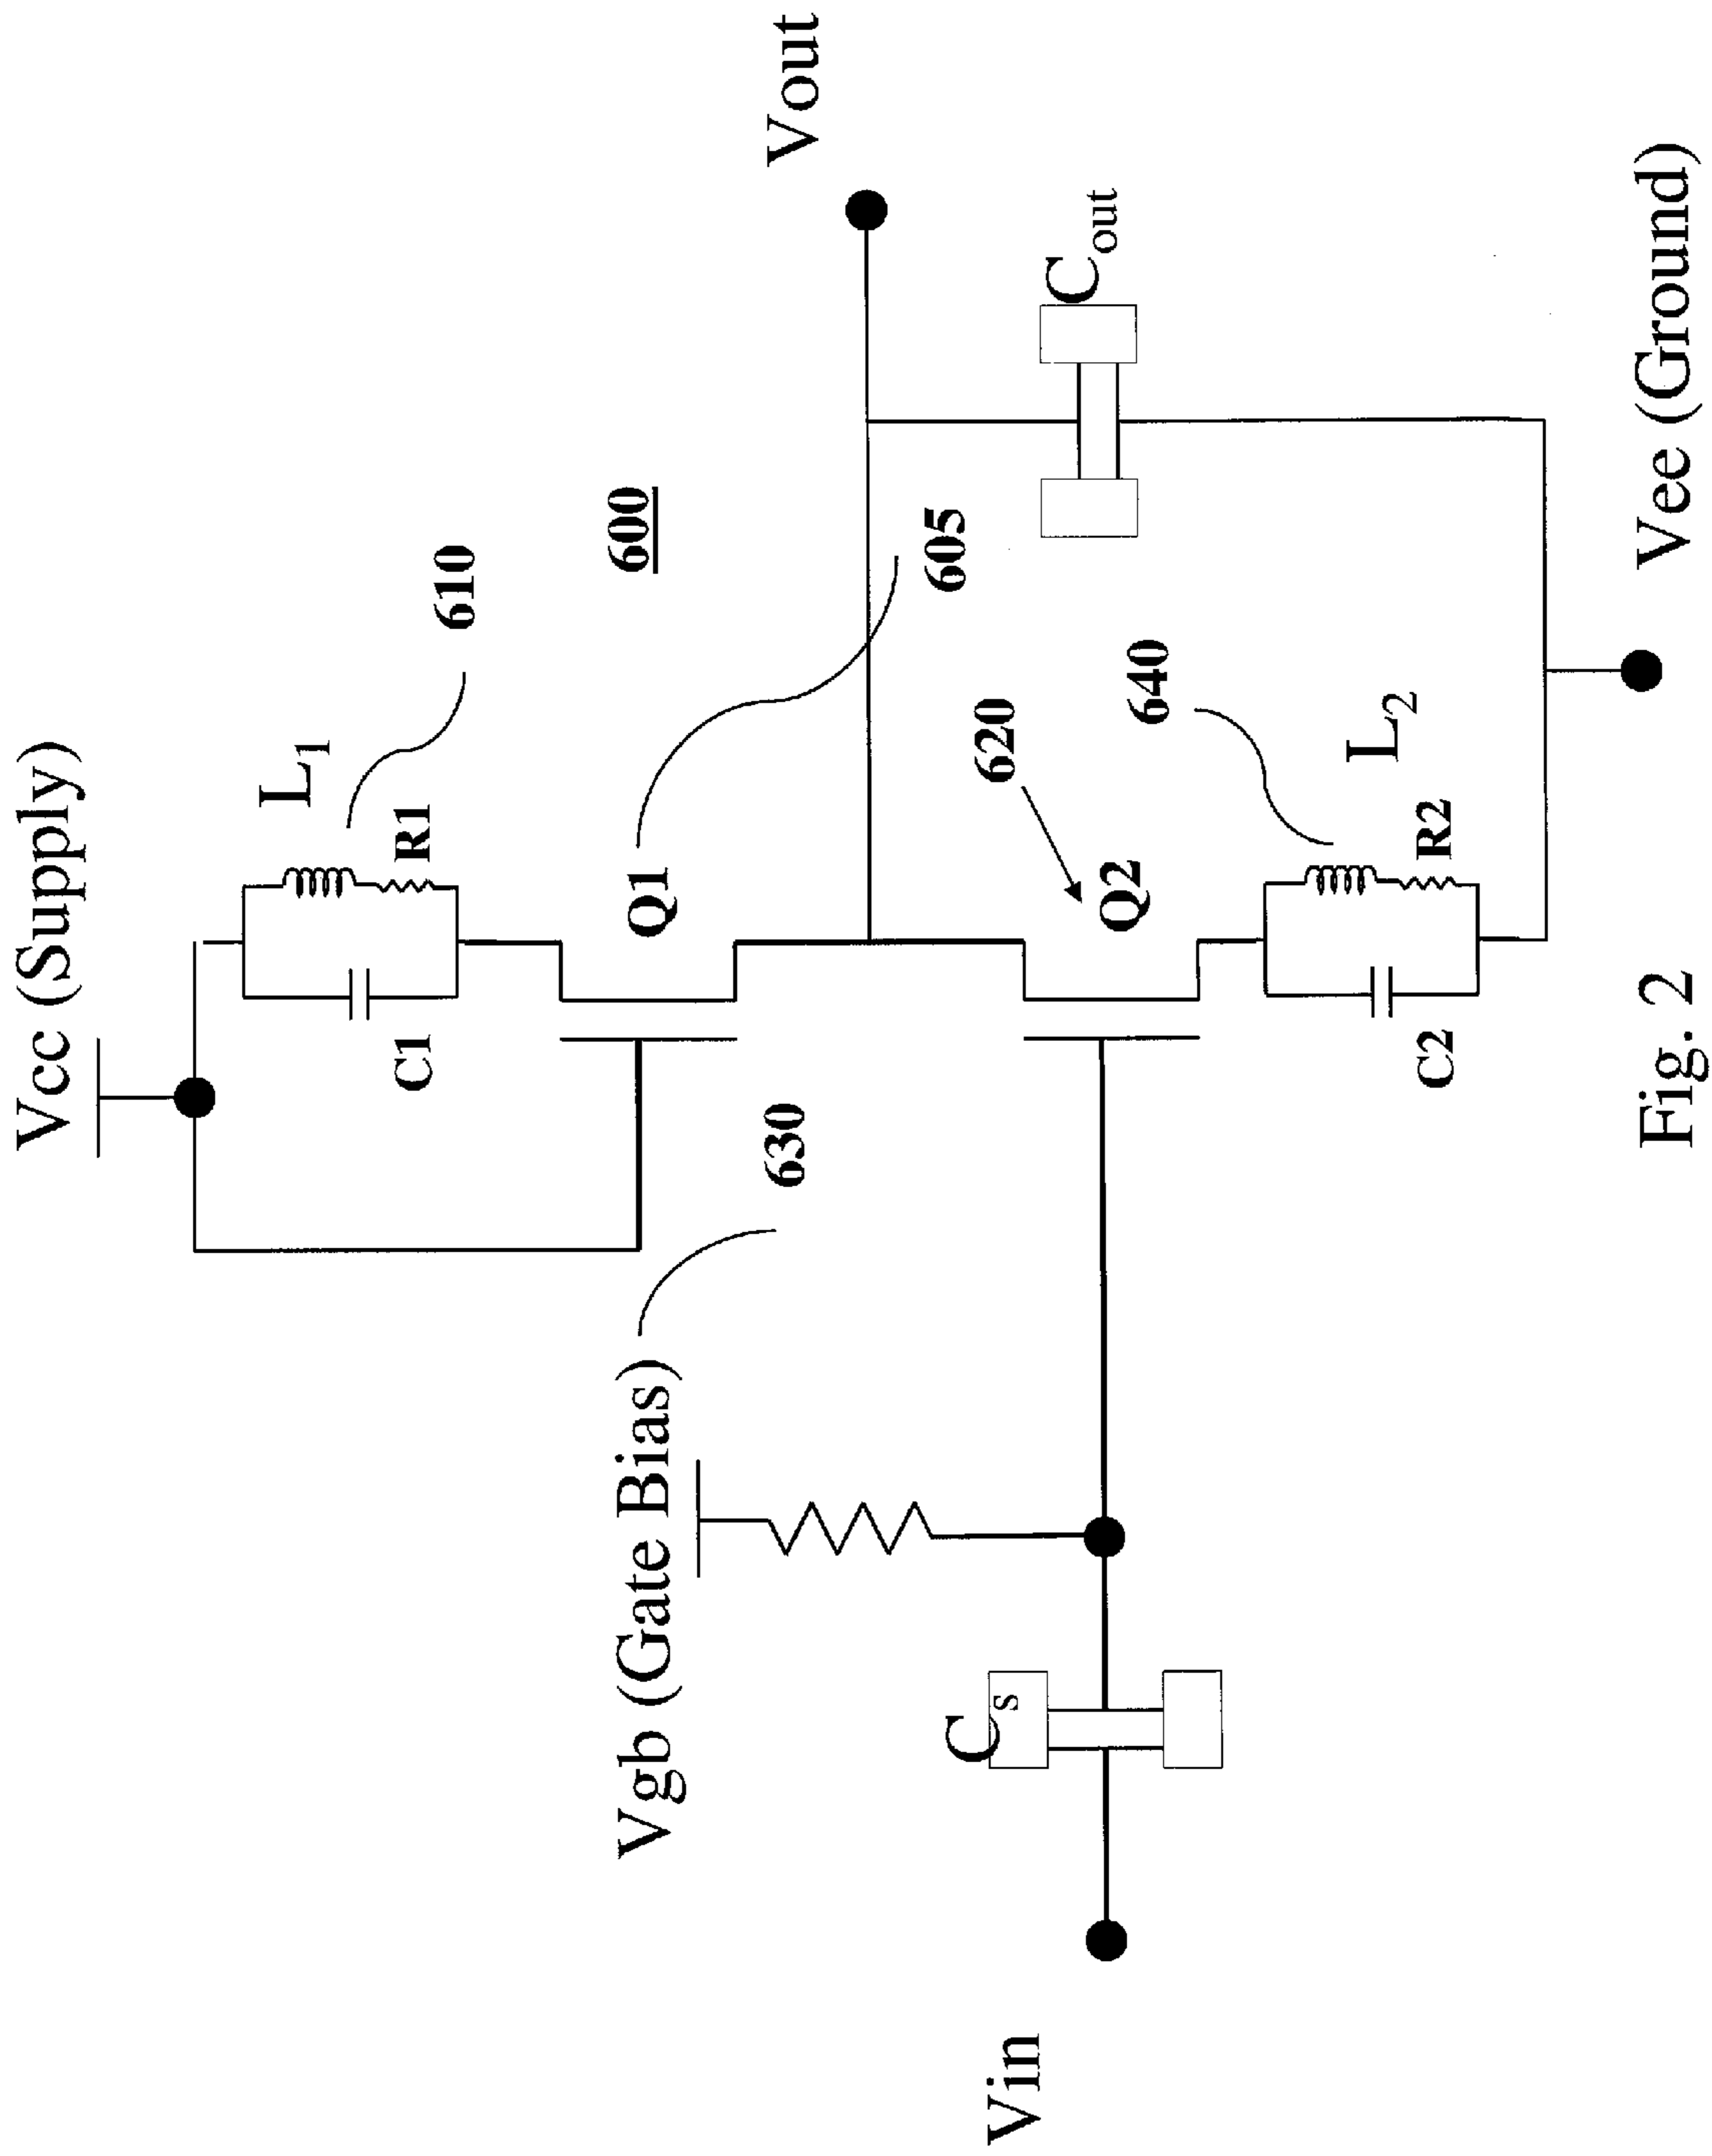 Vcc (Supply)
L1
610
C1
R1
600
Vout
Q1
605
Vgb (Gate Bias)
630
620
Cout
Cs
Vin
Q2
640
L2
C2
R2
Vee (Ground)
Fig. 2